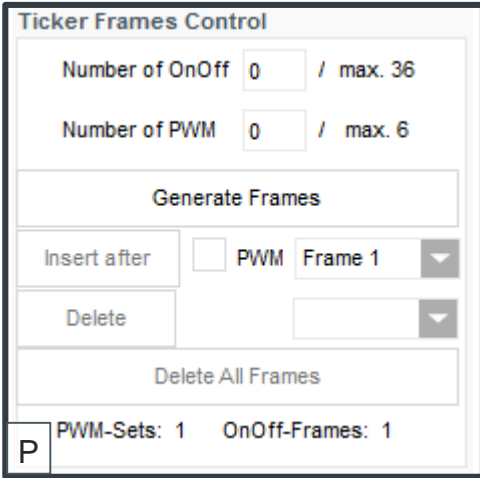 Ticker Frames Control
Number of OnOff 0 / max. 36
Number of PWM 0 / max. 6
Generate Frames
Insert after PWM Frame 1
Delete
Delete All Frames
PWM-Sets: 1 OnOff-Frames: 1
P